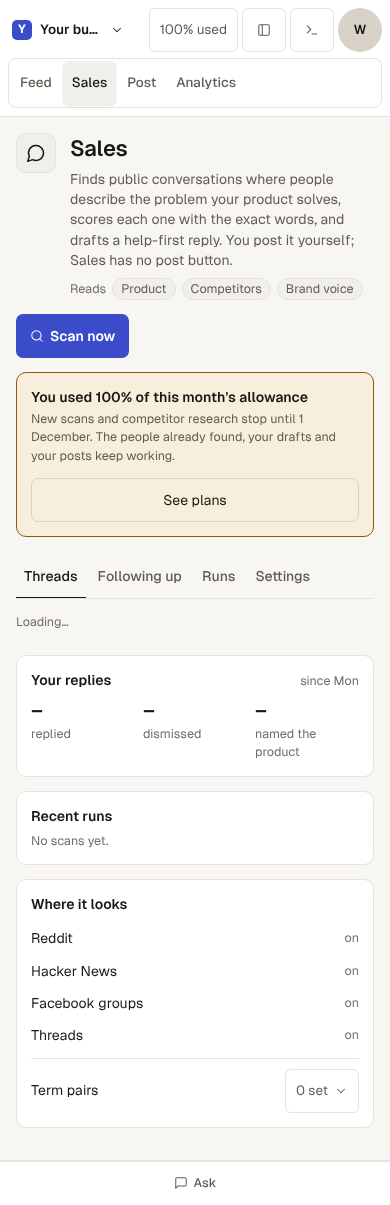 Y Your bu... 100% used W
Feed Sales Post Analytics
Sales
Finds public conversations where people
describe the problem your product solves,
scores each one with the exact words, and
drafts a help-first reply. You post it yourself;
Sales has no post button.
Reads Product Competitors Brand voice
Scan now
You used 100% of this month's allowance
New scans and competitor research stop until 1
December. The people already found, your drafts and
your posts keep working.
See plans
Threads Following up Runs Settings
Loading...
Your replies since Mon
– – –
replied dismissed named the
product
Recent runs
No scans yet.
Where it looks
Reddit on
Hacker News on
Facebook groups on
Threads on
Term pairs 0 set
Ask